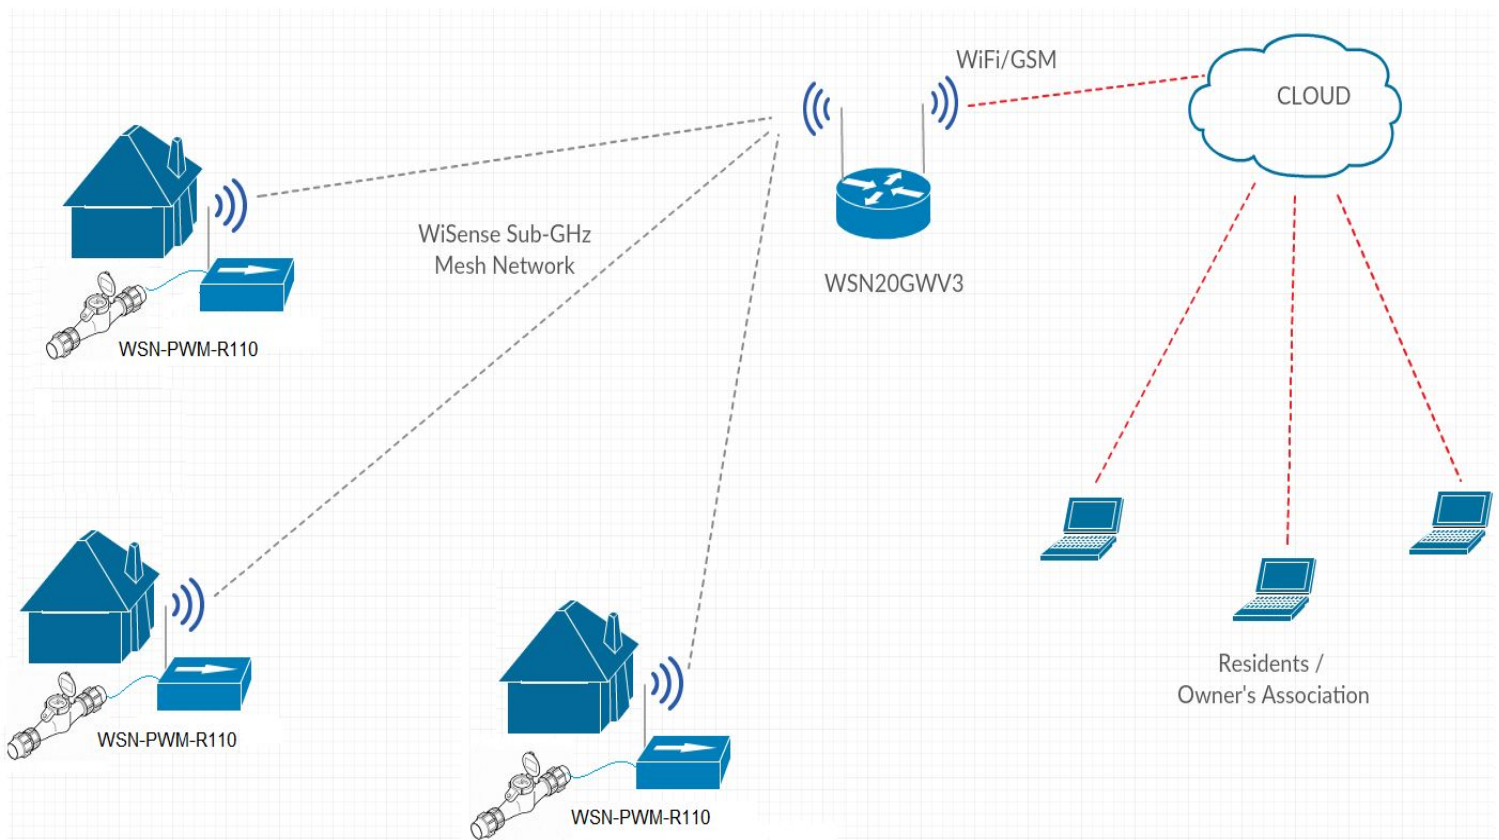 WiFi/GSM
CLOUD
WiSense Sub-GHz
Mesh Network
WSN20GWV3
WSN-PWM-R110
WSN-PWM-R110
WSN-PWM-R110
Residents /
Owner's Association